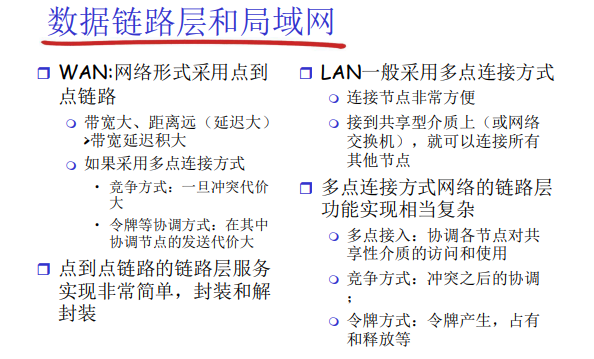 数据链路层和局域网
WAN:网络形式采用点到
点链路
带宽大、距离远（延迟大）
>带宽延迟积大
如果采用多点连接方式
• 竞争方式：一旦冲突代价
大
• 令牌等协调方式：在其中
协调节点的发送代价大
点到点链路的链路层服务
实现非常简单，封装和解
封装
LAN一般采用多点连接方式
连接节点非常方便
接到共享型介质上（或网络
交换机），就可以连接所有
其他节点
多点连接方式网络的链路层
功能实现相当复杂
多点接入：协调各节点对共
享性介质的访问和使用
竞争方式：冲突之后的协调
；
令牌方式：令牌产生，占有
和释放等